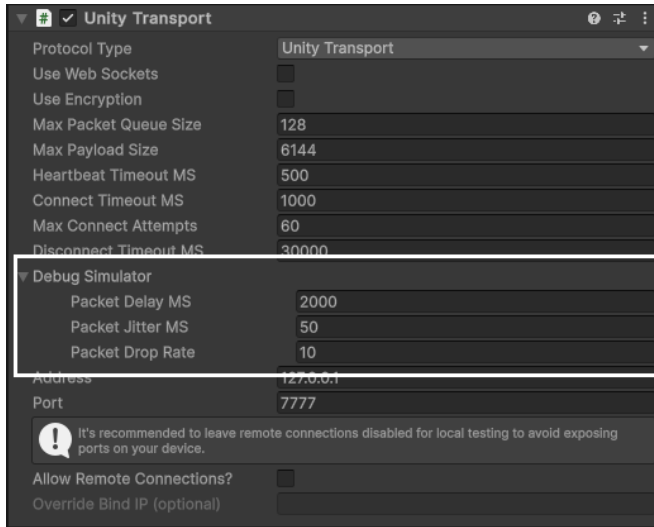 Unity Transport
Protocol Type Unity Transport
Use Web Sockets
Use Encryption
Max Packet Queue Size 128
Max Payload Size 6144
Heartbeat Timeout MS 500
Connect Timeout MS 1000
Max Connect Attempts 60
Disconnect Timeout MS 30000
Debug Simulator
Packet Delay MS 2000
Packet Jitter MS 50
Packet Drop Rate 10
Address 127.0.0.1
Port 7777
It's recommended to leave remote connections disabled for local testing to avoid exposing
ports on your device.
Allow Remote Connections?
Override Bind IP (optional)